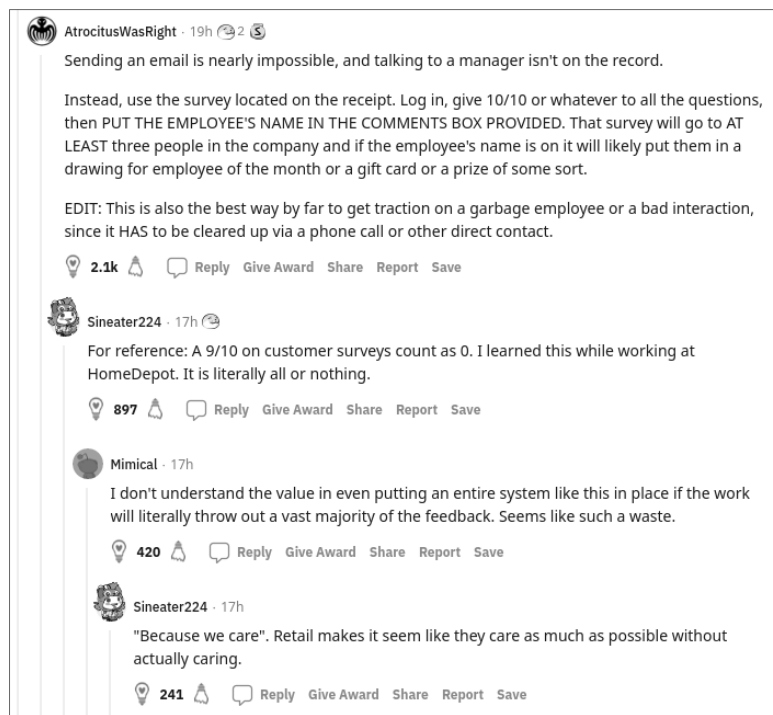 AtrocitusWasRight · 19h 2 S
Sending an email is nearly impossible, and talking to a manager isn't on the record.
Instead, use the survey located on the receipt. Log in, give 10/10 or whatever to all the questions,
then PUT THE EMPLOYEE'S NAME IN THE COMMENTS BOX PROVIDED. That survey will go to AT
LEAST three people in the company and if the employee's name is on it will likely put them in a
drawing for employee of the month or a gift card or a prize of some sort.
EDIT: This is also the best way by far to get traction on a garbage employee or a bad interaction,
since it HAS to be cleared up via a phone call or other direct contact.
2.1k Reply Give Award Share Report Save
Sineater224 · 17h
For reference: A 9/10 on customer surveys count as 0. I learned this while working at
HomeDepot. It is literally all or nothing.
897 Reply Give Award Share Report Save
Mimical · 17h
I don't understand the value in even putting an entire system like this in place if the work
will literally throw out a vast majority of the feedback. Seems like such a waste.
420 Reply Give Award Share Report Save
Sineater224 · 17h
"Because we care". Retail makes it seem like they care as much as possible without
actually caring.
241 Reply Give Award Share Report Save